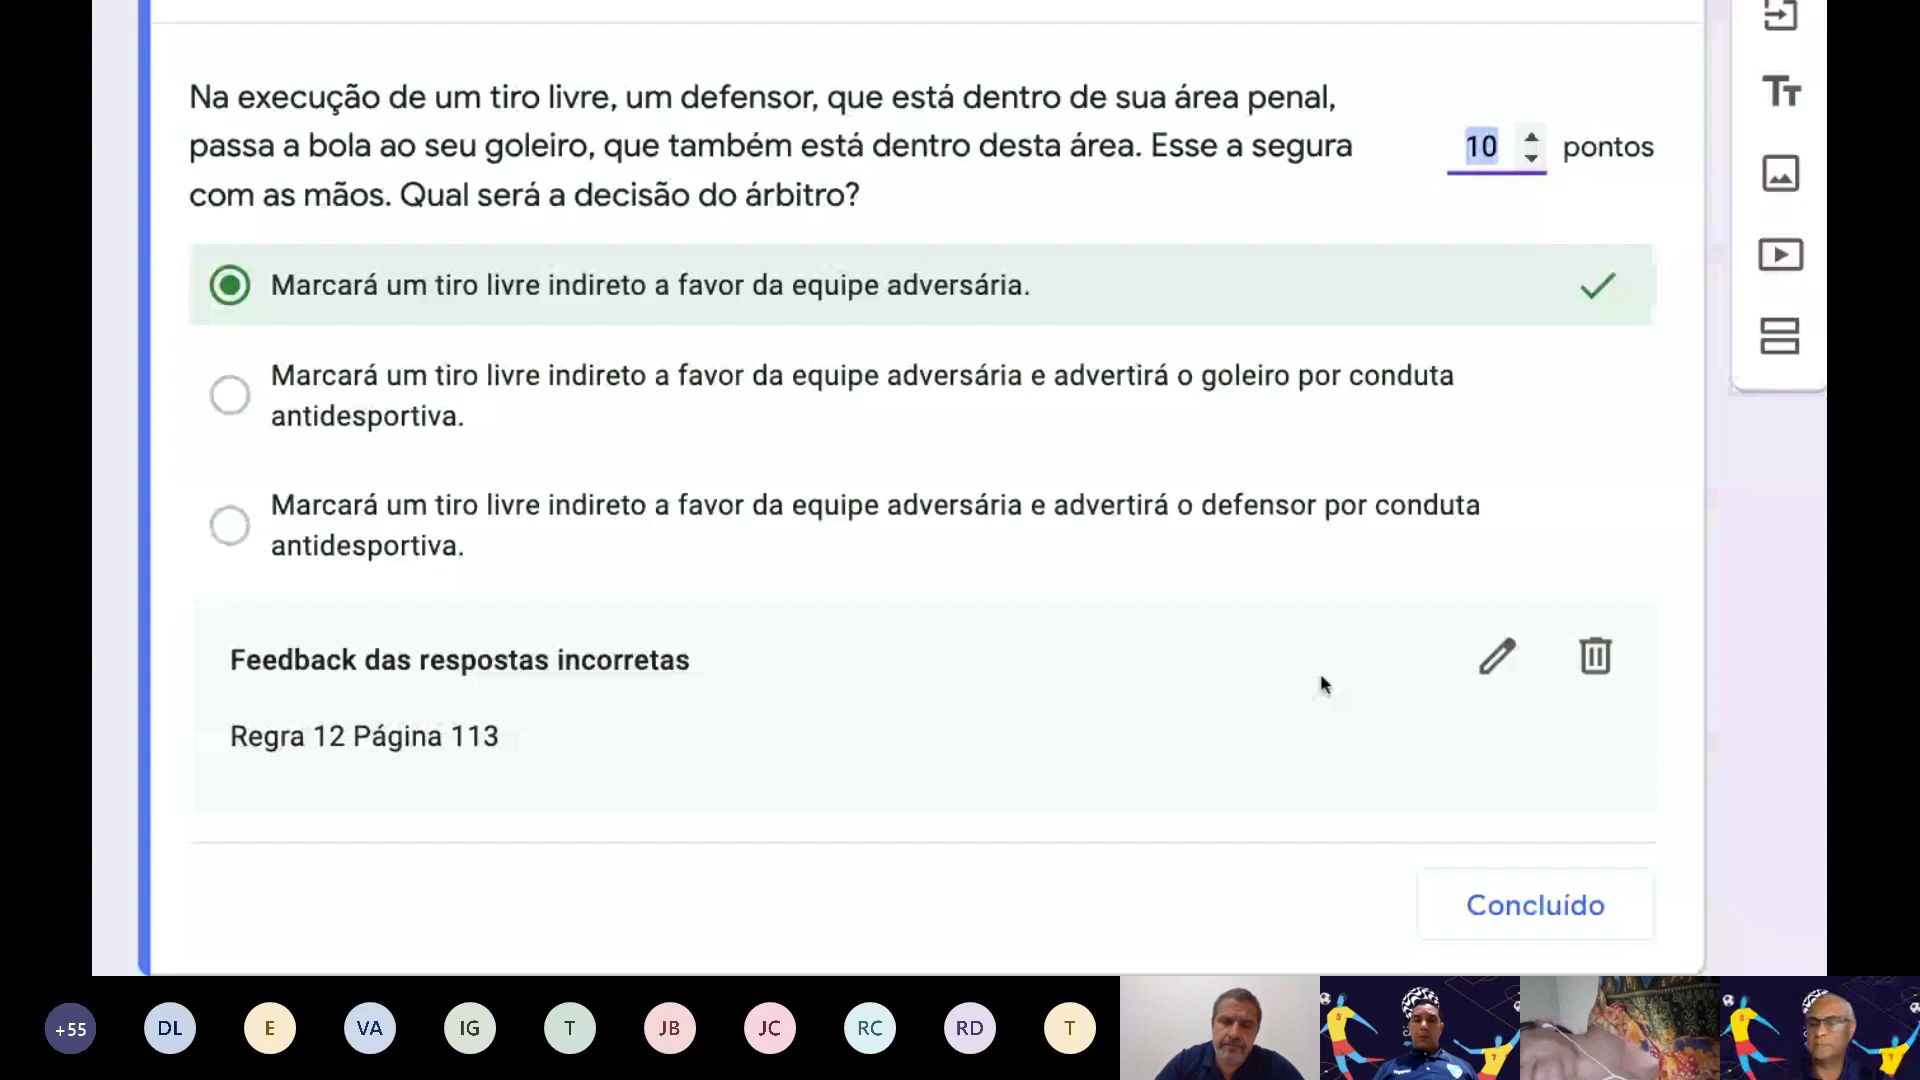 Na execução de um tiro livre, um defensor, que está dentro de sua área penal,
passa a bola ao seu goleiro, que também está dentro desta área. Esse a segura
com as mãos. Qual será a decisão do árbitro?
10 pontos
Marcará um tiro livre indireto a favor da equipe adversária.
Marcará um tiro livre indireto a favor da equipe adversária e advertirá o goleiro por conduta
antidesportiva.
Marcará um tiro livre indireto a favor da equipe adversária e advertirá o defensor por conduta
antidesportiva.
Feedback das respostas incorretas
Regra 12 Página 113
Concluído
+55 DL E VA IG T JB JC RC RD T